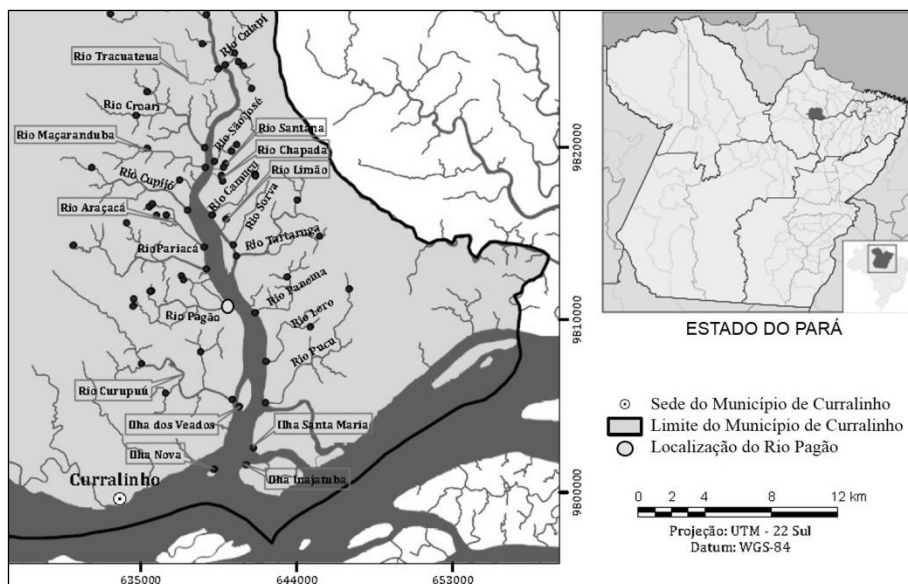 Rio Cuiapí
Rio Tracuateua
Rio Croari
Rio São José
Rio Santana
Rio Maçaranduba
Rio Chapada
Rio Cupijó
Rio Camuçu
Rio Limão
Rio Sorva
Rio Araçacá
Rio Pariacá
Rio Tartaruga
Rio Panema
Rio Pagão
Rio Lero
Rio Pucu
Rio Curupuú
Ilha dos Veados
Ilha Santa Maria
Ilha Nova
Ilha Inajatuba
Curralinho
9820000
9810000
9800000
635000
644000
653000
ESTADO DO PARÁ
Sede do Município de Curralinho
Limite do Município de Curralinho
Localização do Rio Pagão
0 1 2 4 8 12 km
Projeção: UTM - 22 Sul
Datum: WGS-84